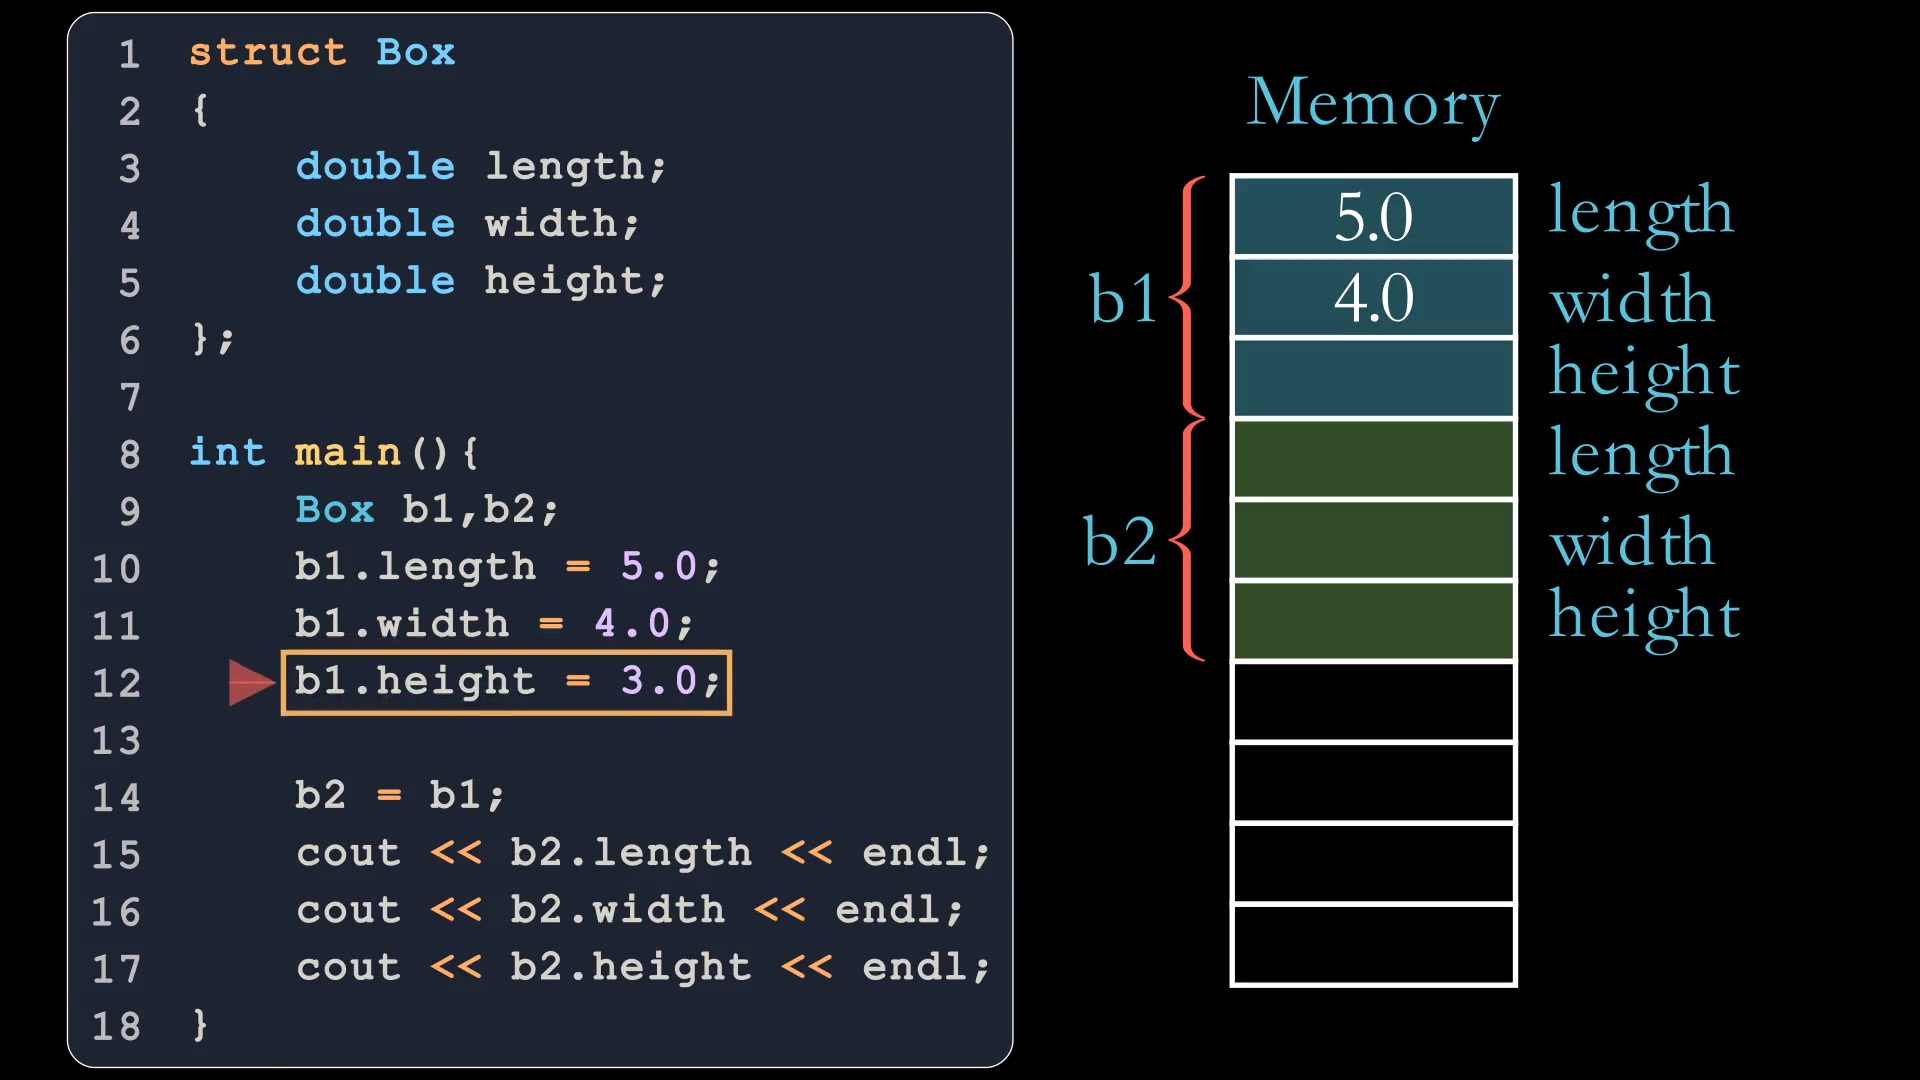 1 struct Box
2 {
3 double length;
4 double width;
5 double height;
6 };
7
8 int main(){
9 Box b1,b2;
10 b1.length = 5.0;
11 b1.width = 4.0;
12 b1.height = 3.0;
13
14 b2 = b1;
15 cout << b2.length << endl;
16 cout << b2.width << endl;
17 cout << b2.height << endl;
18 }
Memory
5.0 length
b1 4.0 width
height
length
b2 width
height